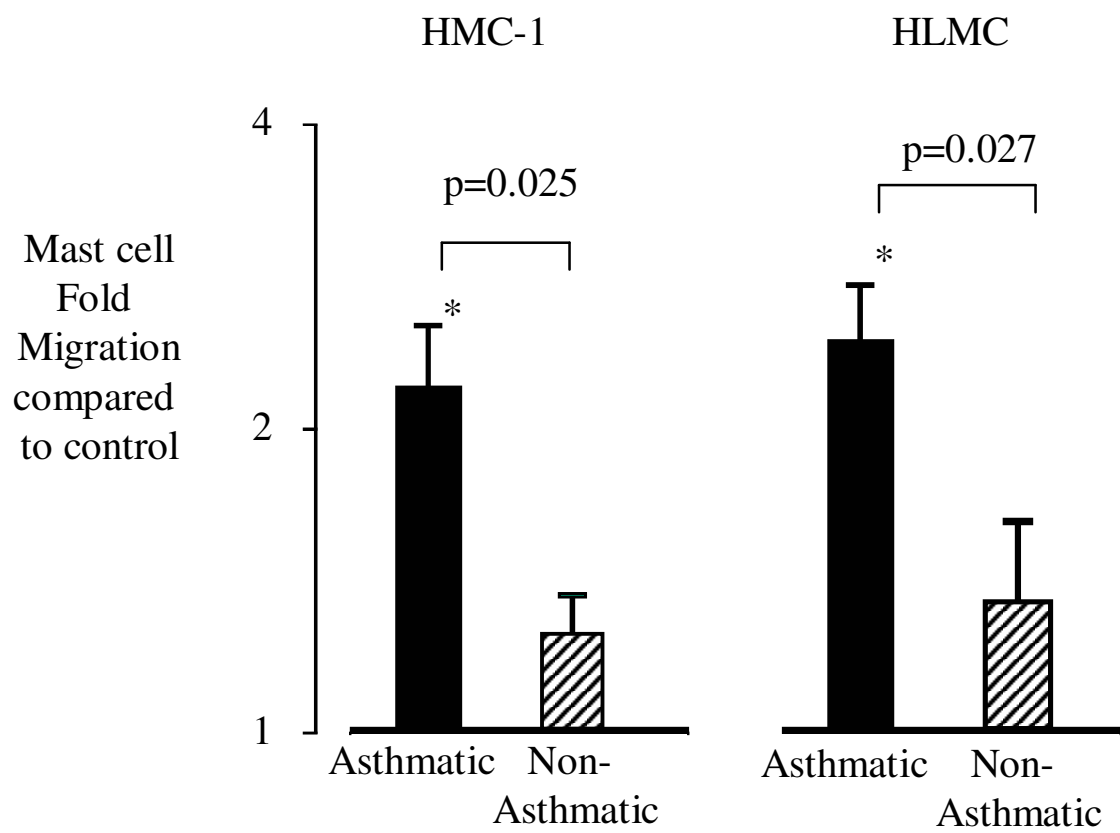 HMC-1
HLMC
4
p=0.027
p=0.025
Mast cell
Fold
Migration
compared
to control
*
*
2
1
Asthmatic
Non-
Asthmatic
Asthmatic
Non-
Asthmatic